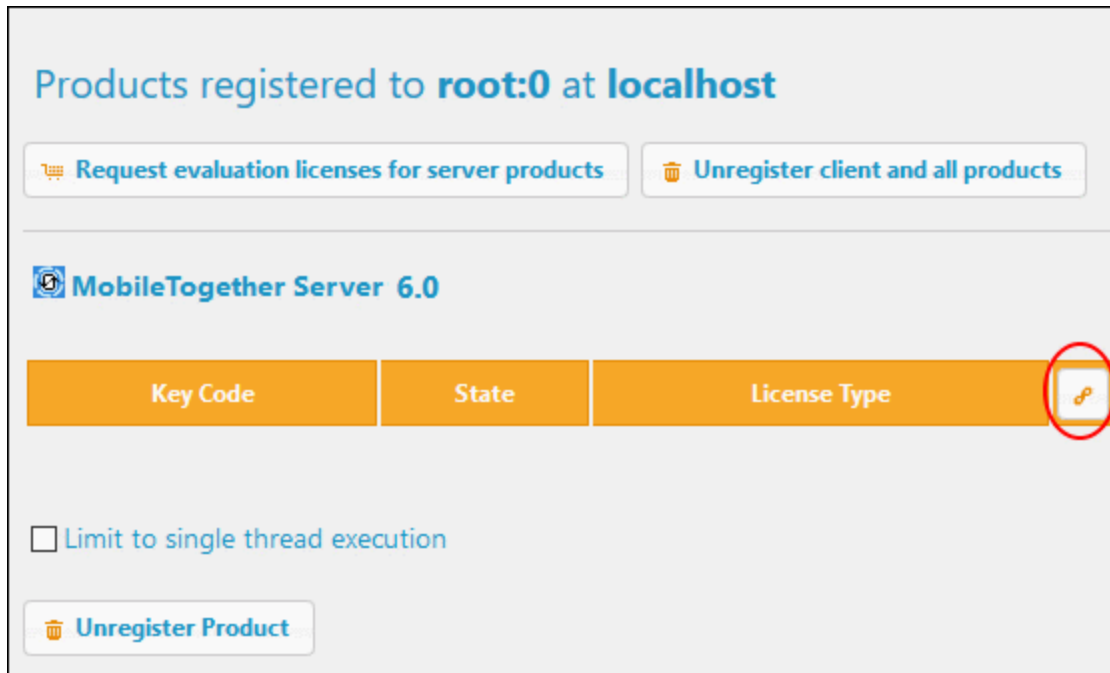 Products registered to root:0 at localhost
Request evaluation licenses for server products Unregister client and all products
MobileTogether Server 6.0
Key Code State License Type
Limit to single thread execution
Unregister Product